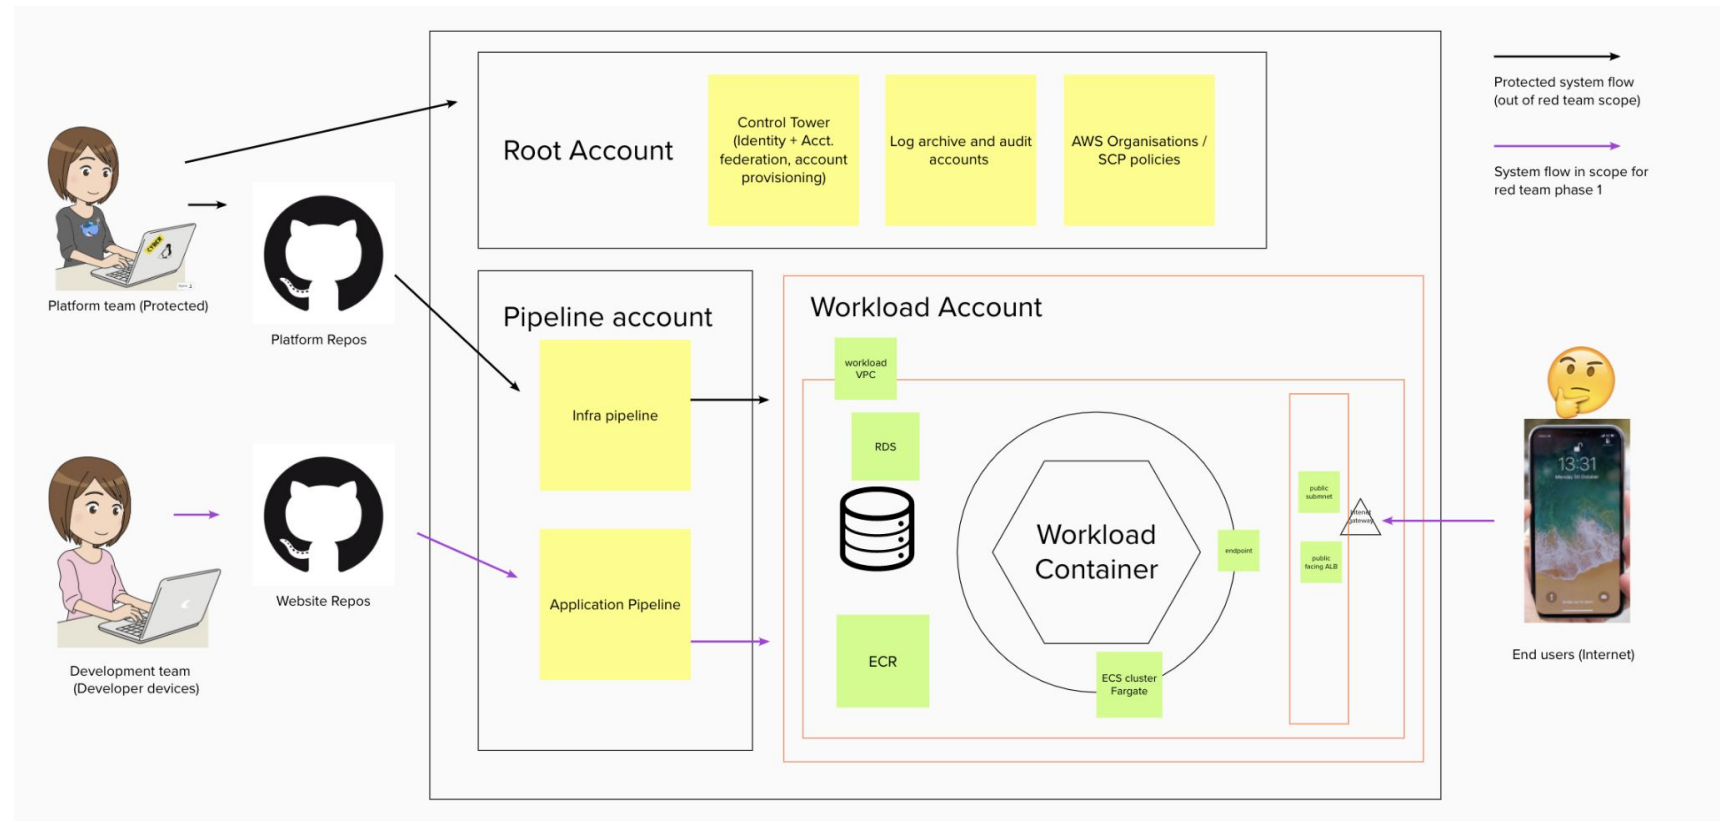 Root Account
Control Tower
(Identity + Acct.
federation, account
provisioning)
Log archive and audit
accounts
AWS Organisations /
SCP policies
Protected system flow
(out of red team scope)
System flow in scope for
red team phase 1
CYBER
Platform team (Protected)
Platform Repos
Pipeline account
Infra pipeline
Application Pipeline
Workload Account
workload
VPC
RDS
ECR
Workload
Container
endpoint
ECS cluster
Fargate
public
submnet
public
facing ALB
gateway
13:31
Website Repos
Development team
(Developer devices)
End users (Internet)